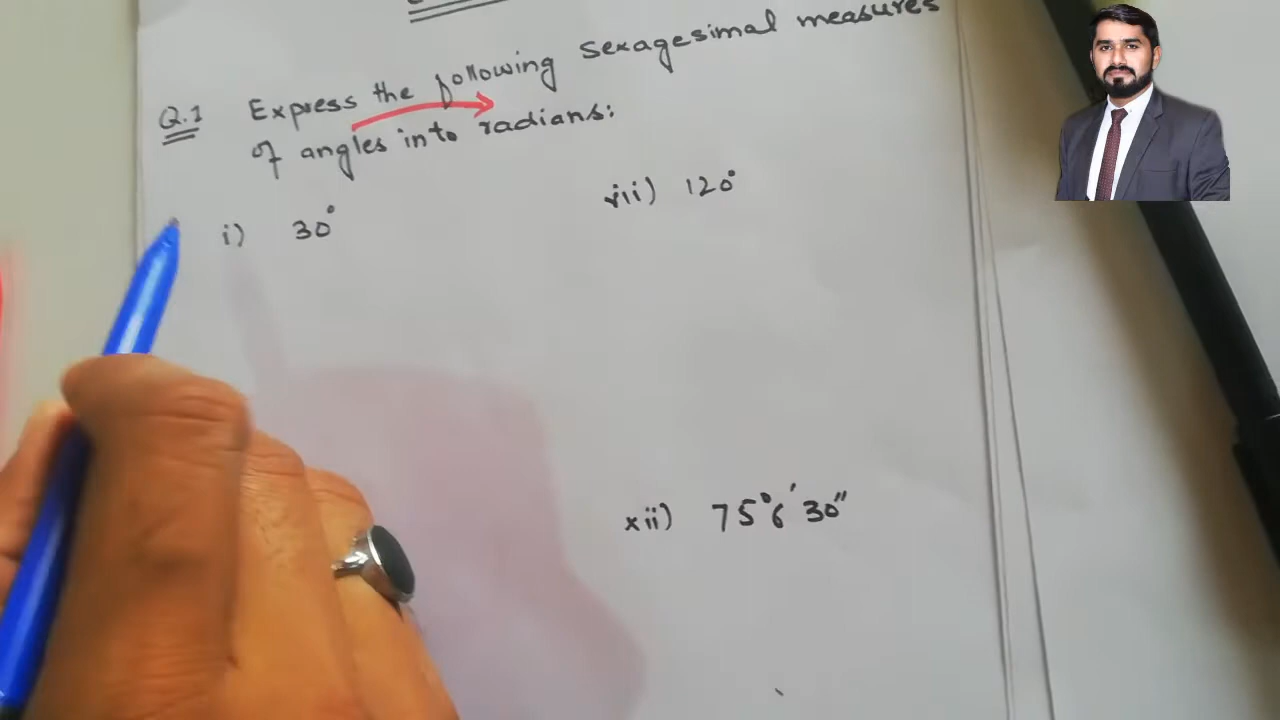 Q.1 Express the following sexagesimal measures
of angles into radians:
i) 30°
vii) 120°
xii) 75°6′30″